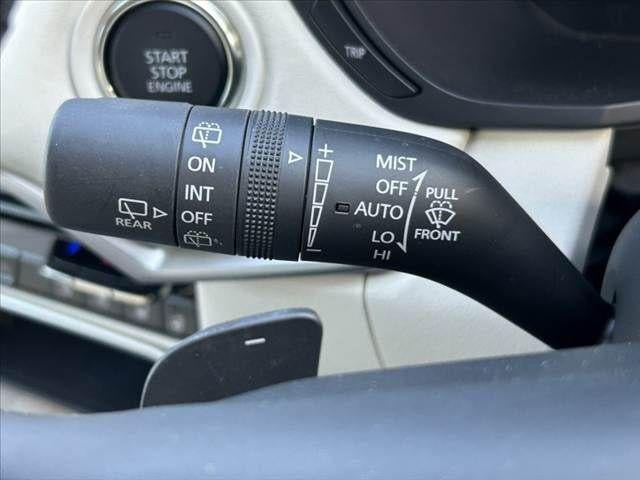 START
STOP
ENGINE
TRIP
ON
INT
OFF
REAR
+
-
MIST
OFF
AUTO
LO
HI
PULL
FRONT
-